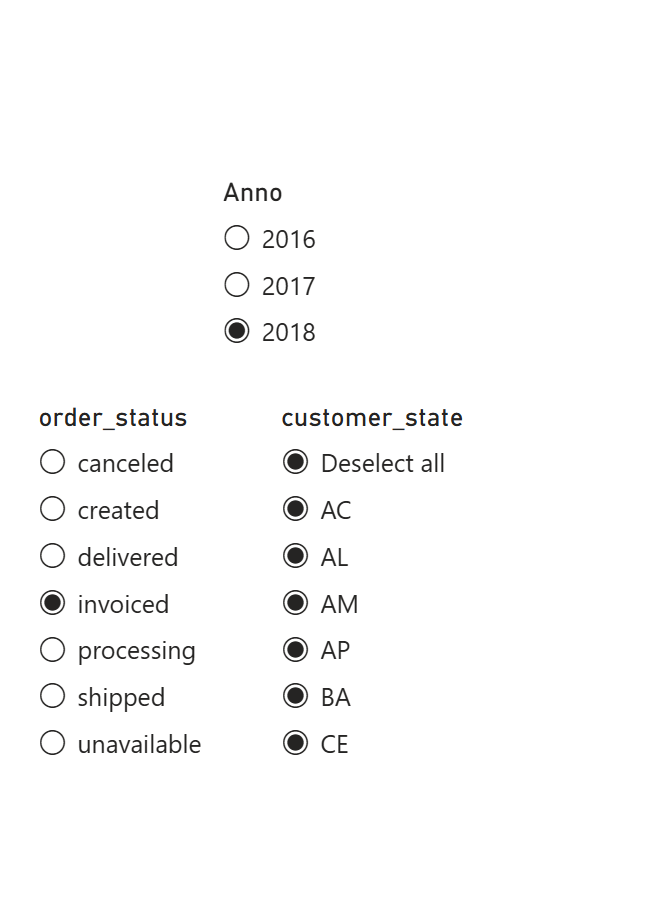 Anno
2016
2017
2018
order_status
canceled
created
delivered
invoiced
processing
shipped
unavailable
customer_state
Deselect all
AC
AL
AM
AP
BA
CE